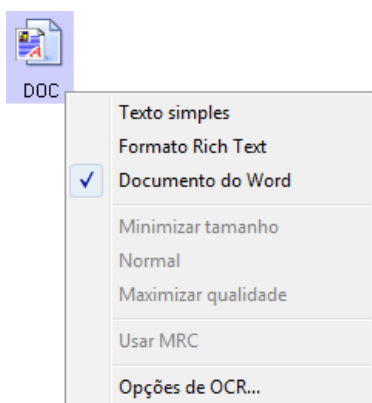 DOC
Texto simples
Formato Rich Text
Documento do Word
Minimizar tamanho
Normal
Maximizar qualidade
Usar MRC
Opções de OCR...